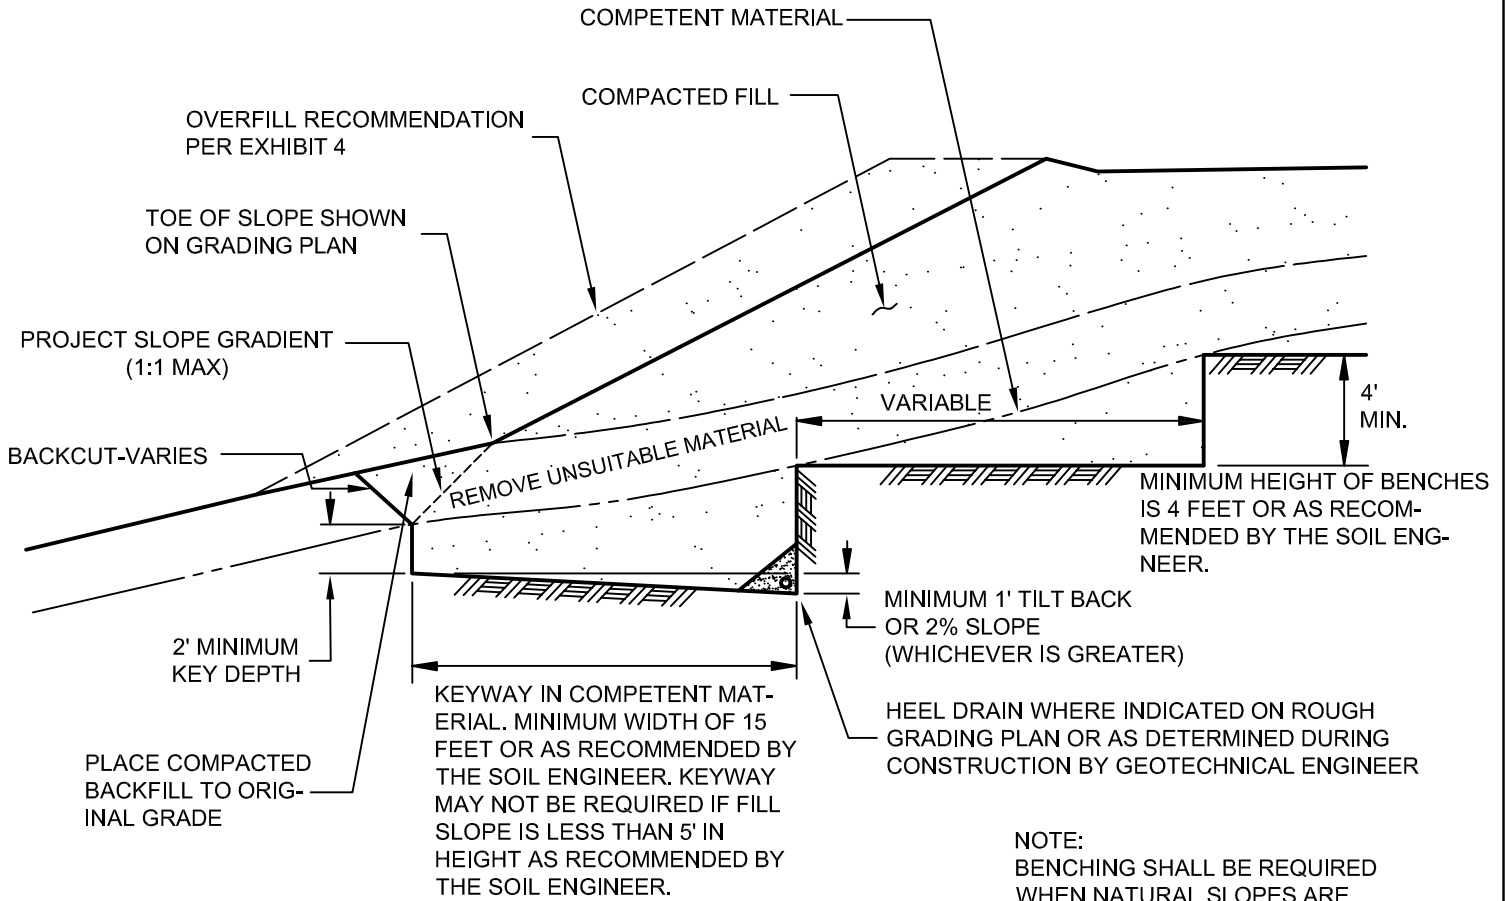 COMPETENT MATERIAL
COMPACTED FILL
OVERFILL RECOMMENDATION
PER EXHIBIT 4
TOE OF SLOPE SHOWN
ON GRADING PLAN
PROJECT SLOPE GRADIENT
(1:1 MAX)
BACKCUT-VARIES
VARIABLE
REMOVE UNSUITABLE MATERIAL
4'
MIN.
MINIMUM HEIGHT OF BENCHES
IS 4 FEET OR AS RECOM-
MENDED BY THE SOIL ENG-
NEER.
MINIMUM 1' TILT BACK
OR 2% SLOPE
(WHICHEVER IS GREATER)
2' MINIMUM
KEY DEPTH
HEEL DRAIN WHERE INDICATED ON ROUGH
GRADING PLAN OR AS DETERMINED DURING
CONSTRUCTION BY GEOTECHNICAL ENGINEER
KEYWAY IN COMPETENT MAT-
ERIAL. MINIMUM WIDTH OF 15
FEET OR AS RECOMMENDED BY
THE SOIL ENGINEER. KEYWAY
MAY NOT BE REQUIRED IF FILL
SLOPE IS LESS THAN 5' IN
HEIGHT AS RECOMMENDED BY
THE SOIL ENGINEER.
PLACE COMPACTED
BACKFILL TO ORIG-
INAL GRADE
NOTE:
BENCHING SHALL BE REQUIRED
WHEN NATURAL SLOPES ARE